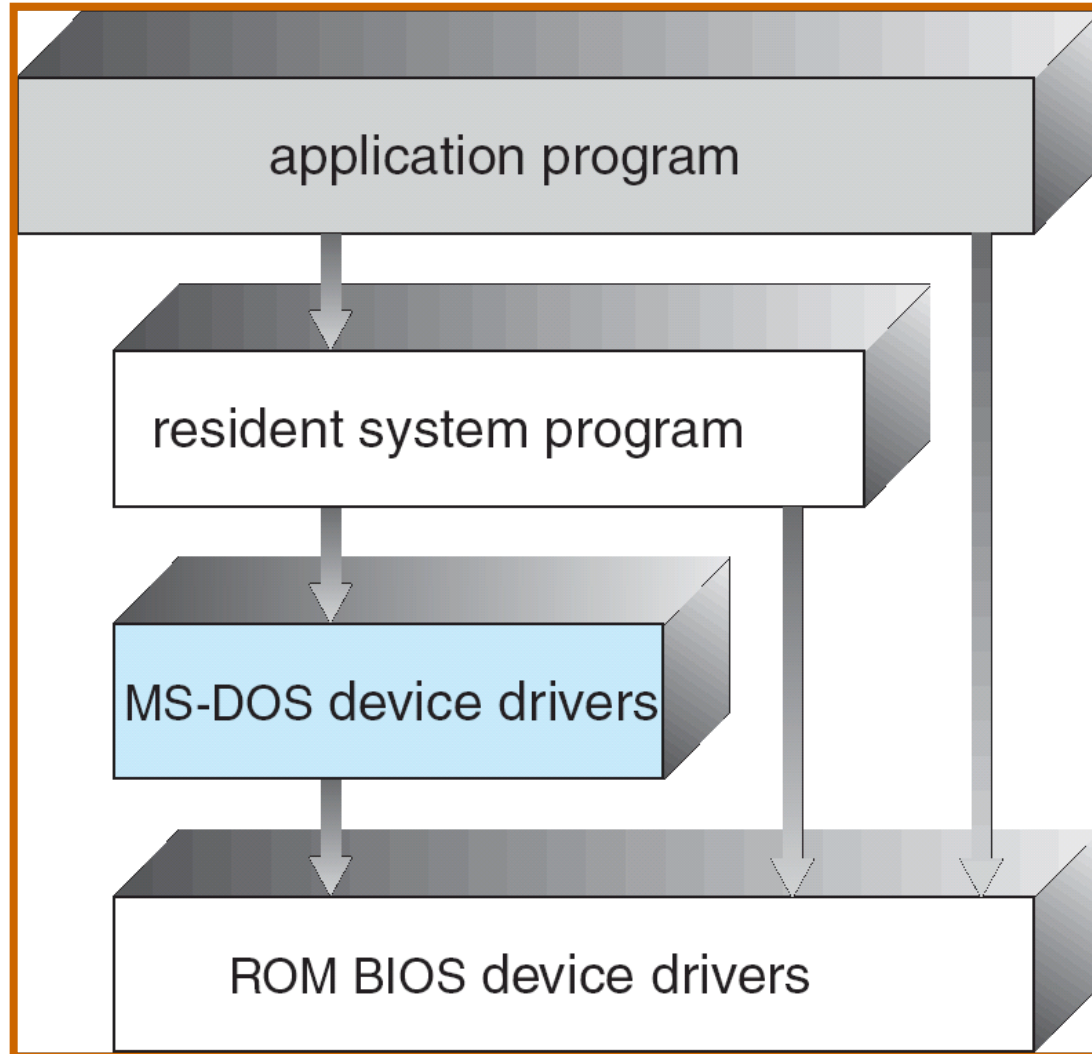 application program
resident system program
MS-DOS device drivers
ROM BIOS device drivers